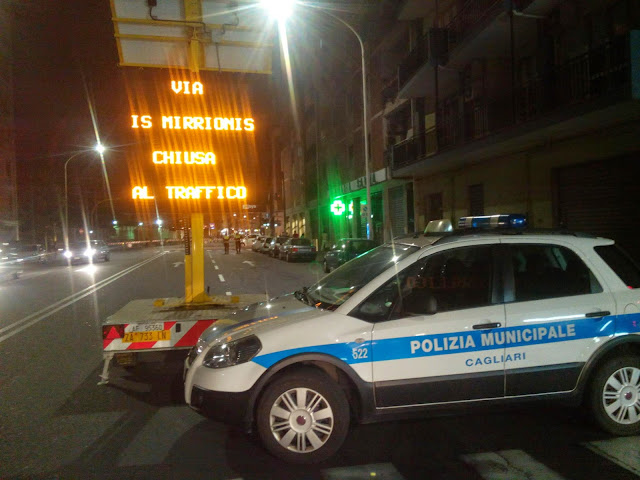 VIA
IS MIRRIONIS
CHIUSA
AL TRAFFICO
522
POLIZIA MUNICIPALE
CAGLIARI